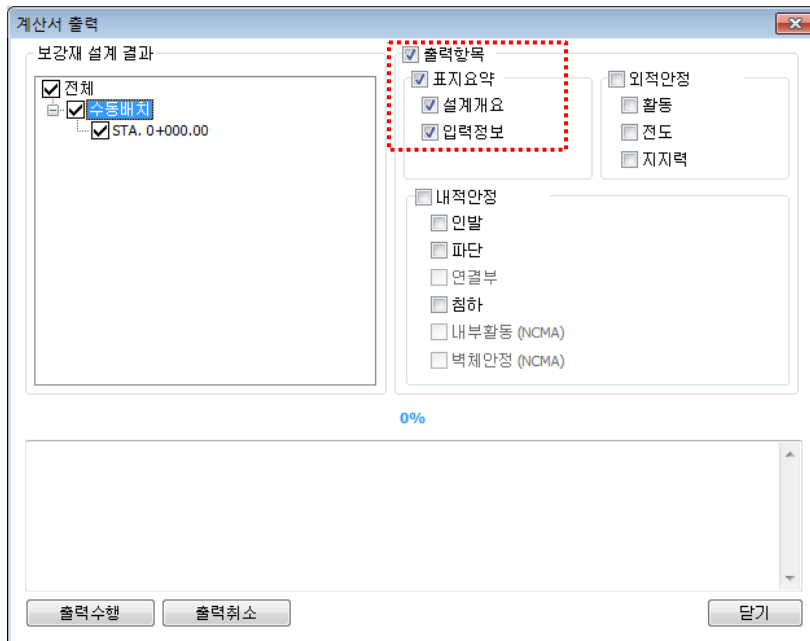 계산서 출력
보강재 설계 결과
전체
수동배치
STA. 0+000.00
출력항목
표지요약
설계개요
입력정보
외적안정
활동
전도
지지력
내적안정
인발
파단
연결부
침하
내부활동 (NCMA)
벽체안정 (NCMA)
0%
출력수행
출력취소
닫기